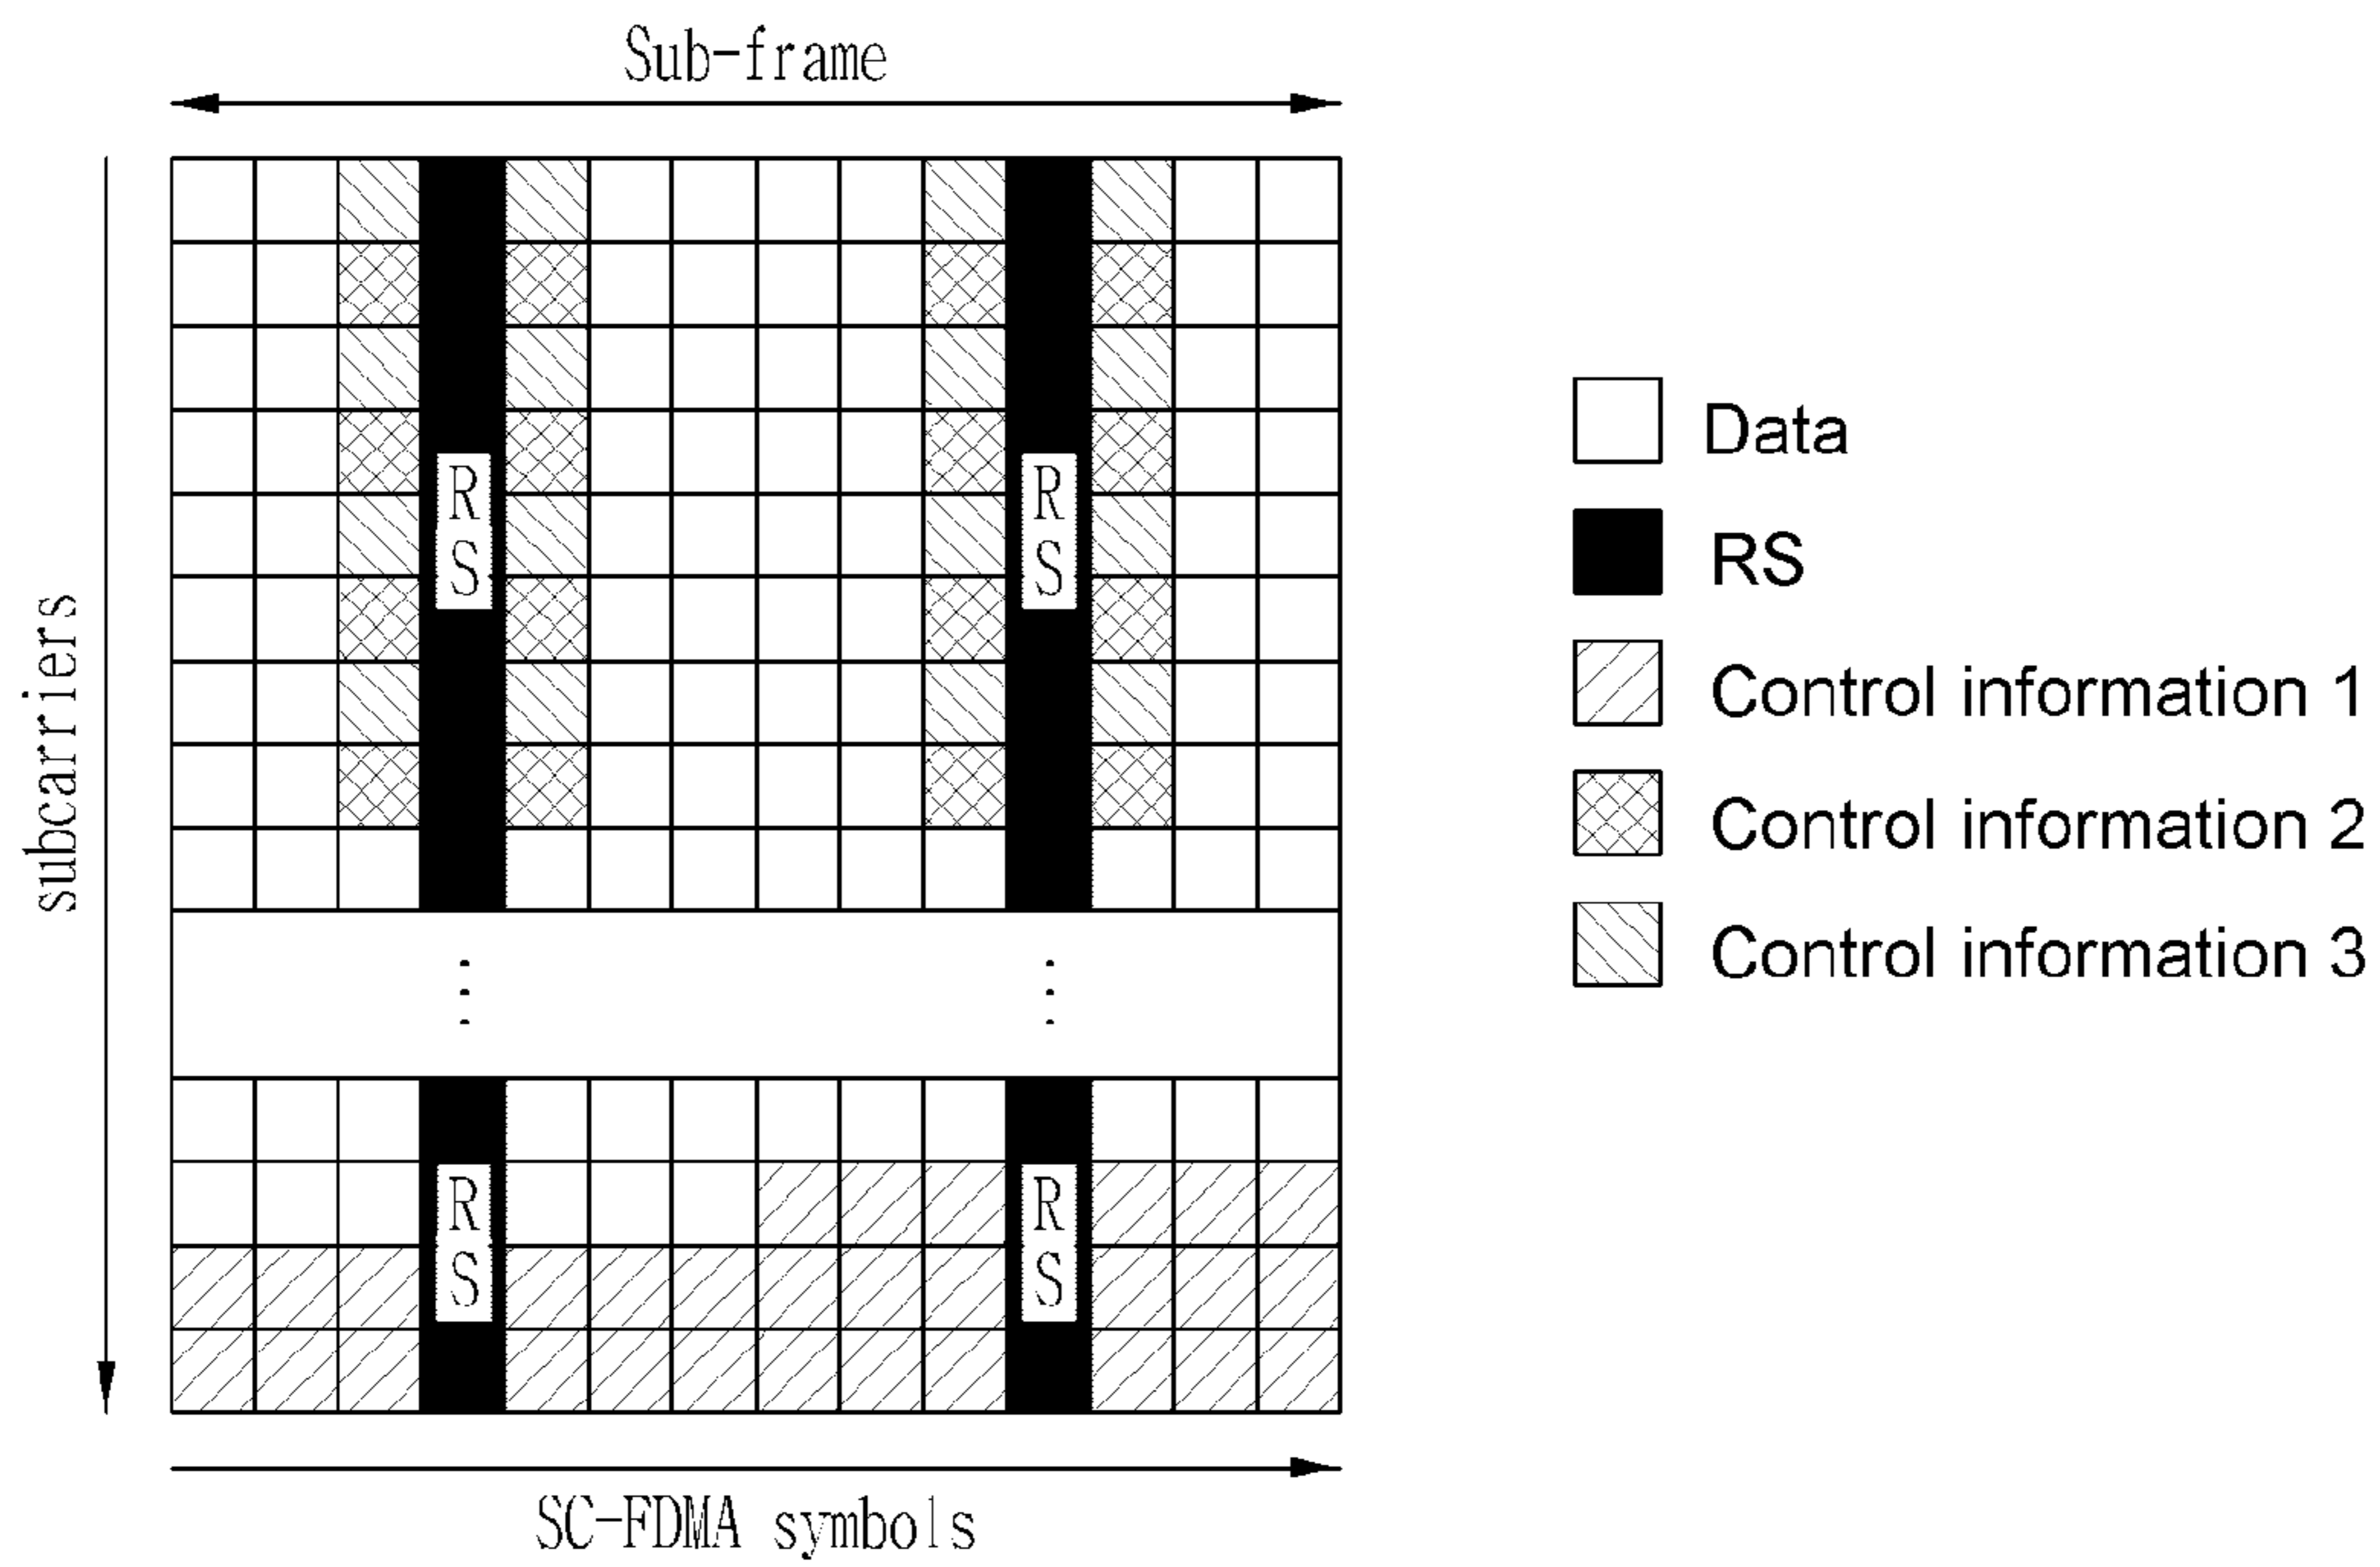 Sub-frame
subcarriers
RS
RS
RS
RS
SC-FDMA symbols
Data
RS
Control information 1
Control information 2
Control information 3